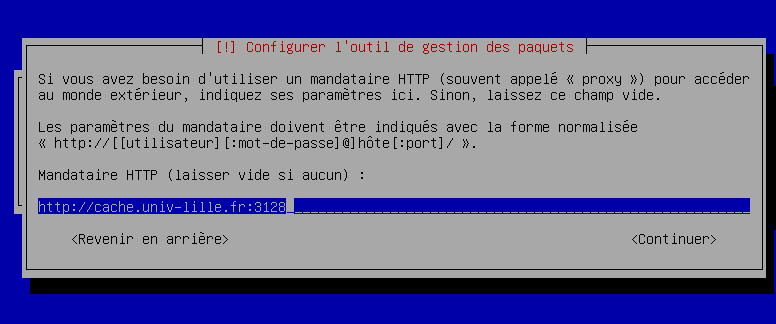 [!] Configurer l'outil de gestion des paquets
Si vous avez besoin d'utiliser un mandataire HTTP (souvent appelé « proxy ») pour accéder
au monde extérieur, indiquez ses paramètres ici. Sinon, laissez ce champ vide.
Les paramètres du mandataire doivent être indiqués avec la forme normalisée
« http://[[utilisateur][:mot-de-passe]@]hôte[:port]/ ».
Mandataire HTTP (laisser vide si aucun) :
http://cache.univ-lille.fr:3128
<Revenir en arrière> <Continuer>